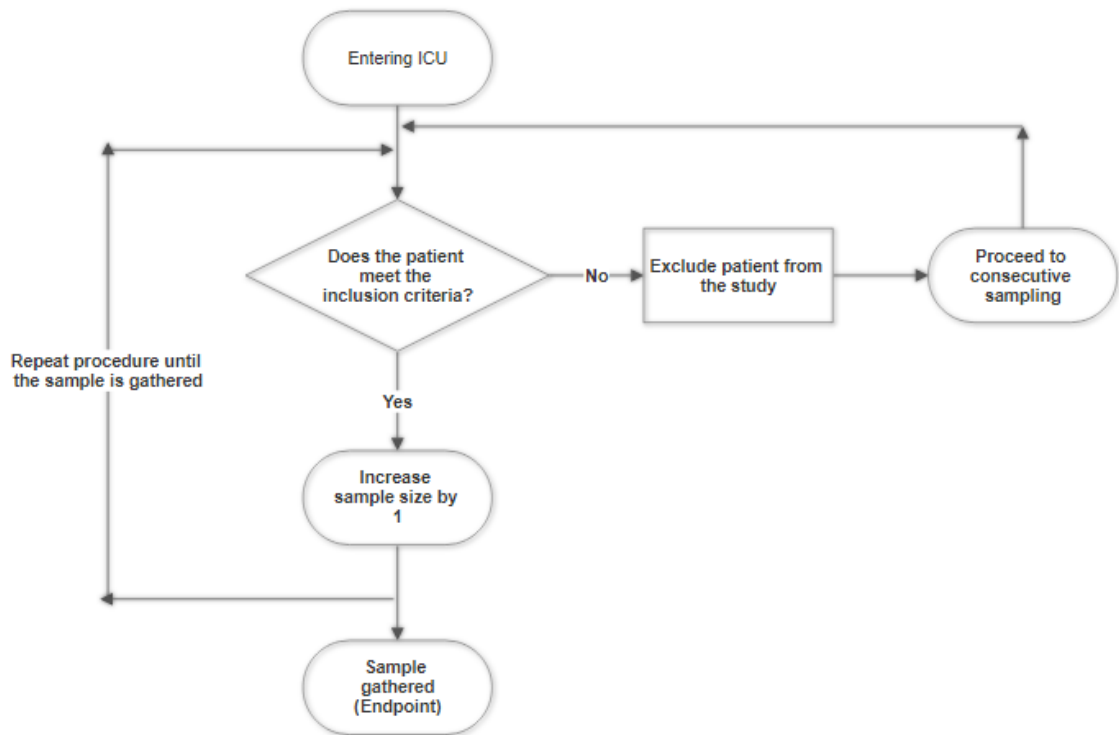 Entering ICU
Does the patient
meet the
inclusion criteria?
No
Exclude patient from
the study
Proceed to
consecutive
sampling
Repeat procedure until
the sample is gathered
Yes
Increase
sample size by
1
Sample
gathered
(Endpoint)